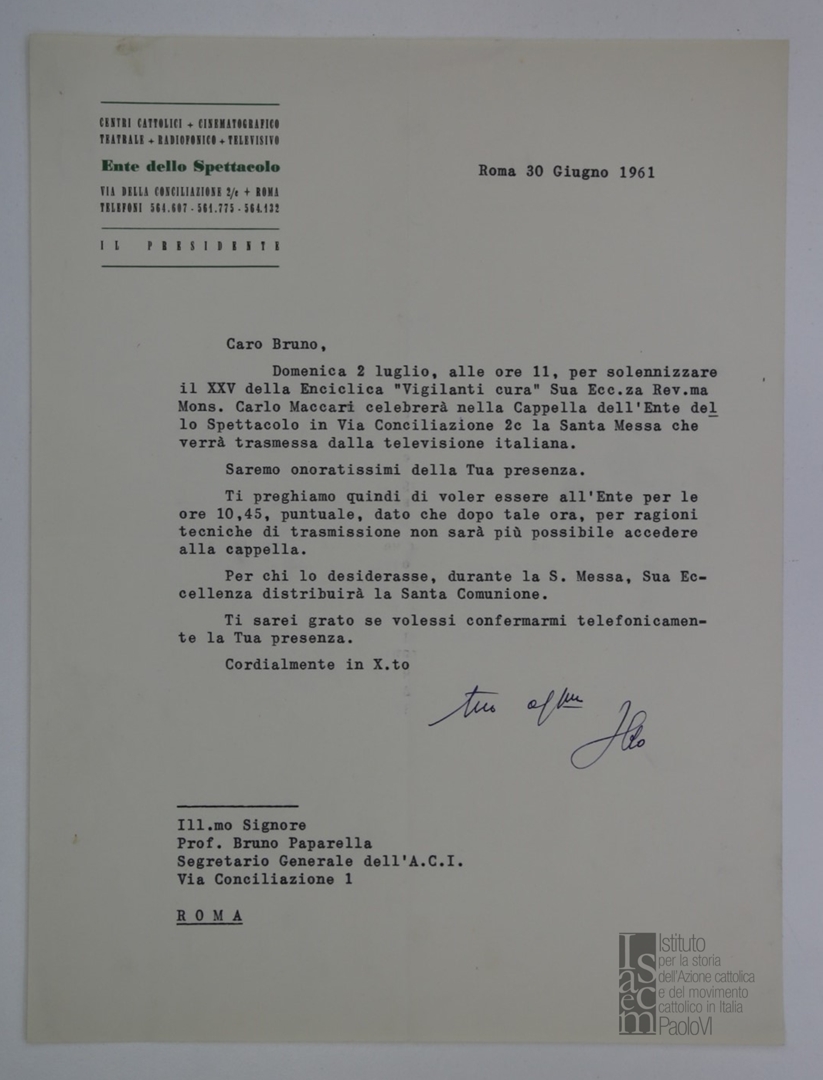 CENTRI CATTOLICI + CINEMATOGRAFICO
TEATRALE + RADIOFONICO + TELEVISIVO
Ente dello Spettacolo
VIA DELLA CONCILIAZIONE 2/c + ROMA
TELEFONI 564.607 - 561.775 - 564.132
IL PRESIDENTE
Roma 30 Giugno 1961
Caro Bruno,
Domenica 2 luglio, alle ore 11, per solennizzare
il XXV della Enciclica "Vigilanti cura" Sua Ecc.za Rev.ma
Mons. Carlo Maccari celebrerà nella Cappella dell'Ente del
lo Spettacolo in Via Conciliazione 2c la Santa Messa che
verrà trasmessa dalla televisione italiana.
Saremo onoratissimi della Tua presenza.
Ti preghiamo quindi di voler essere all'Ente per le
ore 10,45, puntuale, dato che dopo tale ora, per ragioni
tecniche di trasmissione non sarà più possibile accedere
alla cappella.
Per chi lo desiderasse, durante la S. Messa, Sua Ec-
cellenza distribuirà la Santa Comunione.
Ti sarei grato se volessi confermarmi telefonicamen-
te la Tua presenza.
Cordialmente in X.to
tuo
Ill.mo Signore
Prof. Bruno Paparella
Segretario Generale dell'A.C.I.
Via Conciliazione 1
ROMA
Isacem
Istituto
per la storia
dell'Azione cattolica
e del movimento
cattolico in Italia
PaoloVI